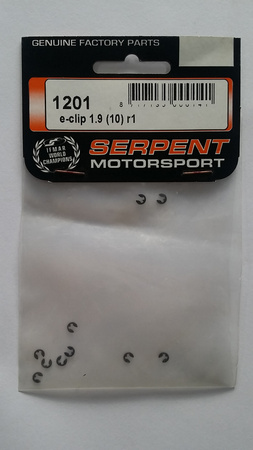 GENUINE FACTORY PARTS
1201
e-clip 1.9 (10) r1
IFMAR
WORLD
CHAMPIONS
SERPENT
MOTORSPORT